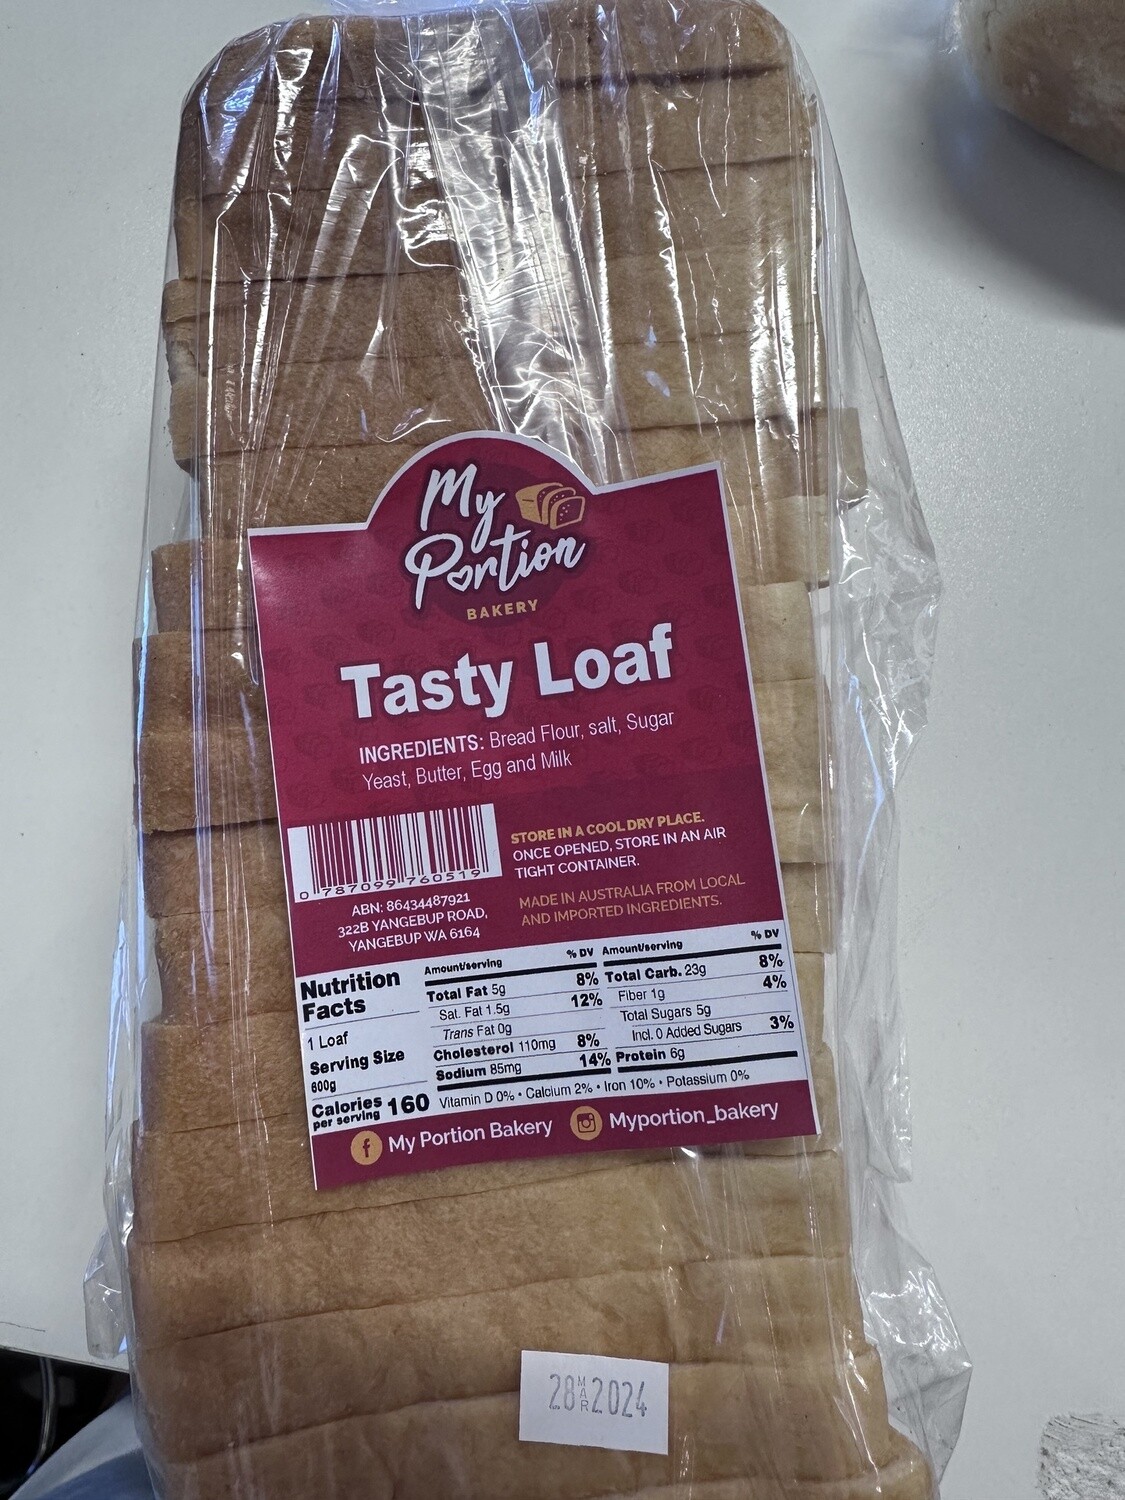 My
Portion
BAKERY
Tasty Loaf
INGREDIENTS: Bread Flour, salt, Sugar
Yeast, Butter, Egg and Milk
0 787099 760519
ABN: 86434487921
322B YANGEBUP ROAD,
YANGEBUP WA 6164
STORE IN A COOL DRY PLACE.
ONCE OPENED, STORE IN AN AIR
TIGHT CONTAINER.
MADE IN AUSTRALIA FROM LOCAL
AND IMPORTED INGREDIENTS.
Nutrition
Facts
1 Loaf
Serving Size
600g
Calories
per serving 160
Amount/serving % DV
Total Fat 5g 8%
Sat. Fat 1.5g 12%
Trans Fat 0g
Cholesterol 110mg 8%
Sodium 85mg 14%
Amount/serving % DV
Total Carb. 23g 8%
Fiber 1g 4%
Total Sugars 5g
Incl. 0 Added Sugars 3%
Protein 6g
Vitamin D 0% • Calcium 2% • Iron 10% • Potassium 0%
My Portion Bakery Myportion_bakery
28 MAR 2024